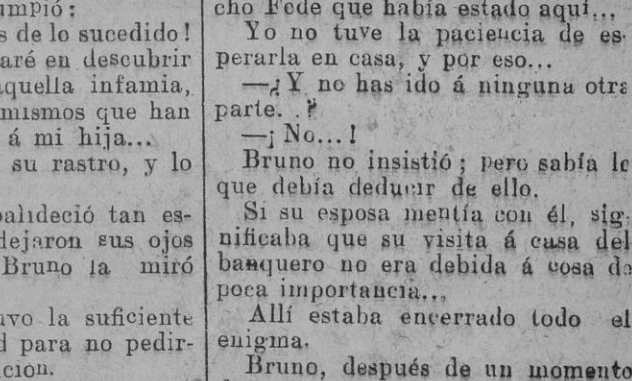 umpió:
s de lo sucedido!
aré en descubrir
aquella infamia,
mismos que han
á mi hija...
su rastro, y lo
palideció tan es-
dejaron sus ojos
Bruno la miró
uvo la suficiente
d para no pedir-
ción.
cho Fede que había estado aquí...
Yo no tuve la paciencia de es-
perarla en casa, y por eso...
—¿Y no has ido á ninguna otra
parte...?
—¡No...!
Bruno no insistió; pero sabía lo
que debía deducir de ello.
Si su esposa mentía con él, sig-
nificaba que su visita á casa del
banquero no era debida á cosa de
poca importancia...
Allí estaba encerrado todo el
enigma.
Bruno, después de un momento